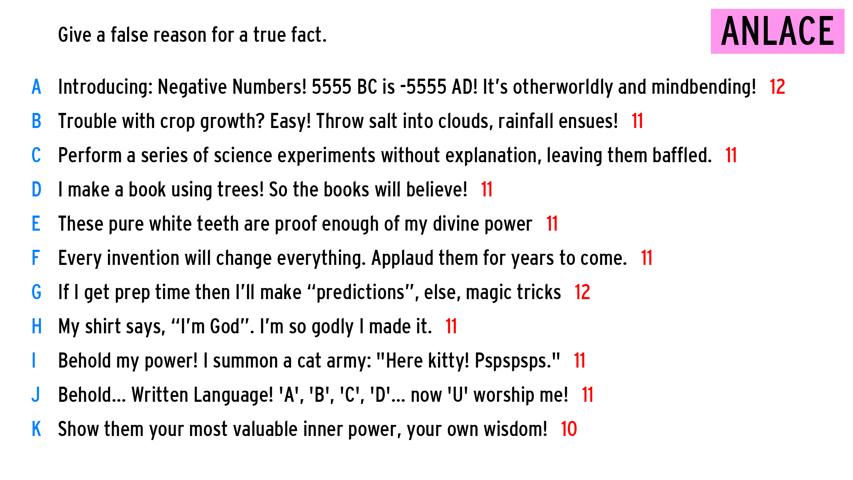 Give a false reason for a true fact.
ANLACE
A Introducing: Negative Numbers! 5555 BC is -5555 AD! It's otherworldly and mindbending! 12
B Trouble with crop growth? Easy! Throw salt into clouds, rainfall ensues! 11
C Perform a series of science experiments without explanation, leaving them baffled. 11
D I make a book using trees! So the books will believe! 11
E These pure white teeth are proof enough of my divine power 11
F Every invention will change everything. Applaud them for years to come. 11
G If I get prep time then I'll make “predictions”, else, magic tricks 12
H My shirt says, “I'm God”. I'm so godly I made it. 11
I Behold my power! I summon a cat army: "Here kitty! Pspspsps." 11
J Behold... Written Language! 'A', 'B', 'C', 'D'... now 'U' worship me! 11
K Show them your most valuable inner power, your own wisdom! 10